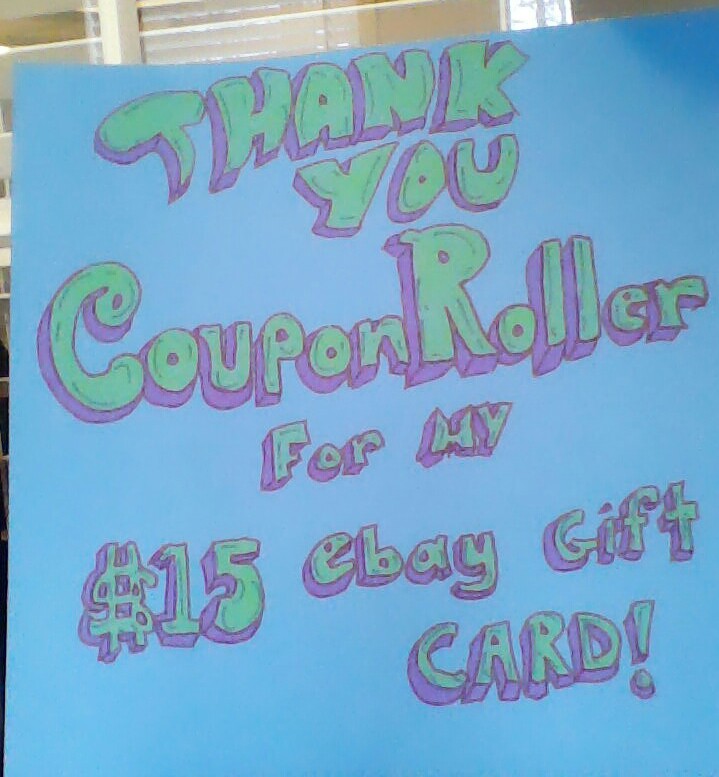 THANK
YOU
CouponRoller
For MY
$15 ebay Gift
CARD!